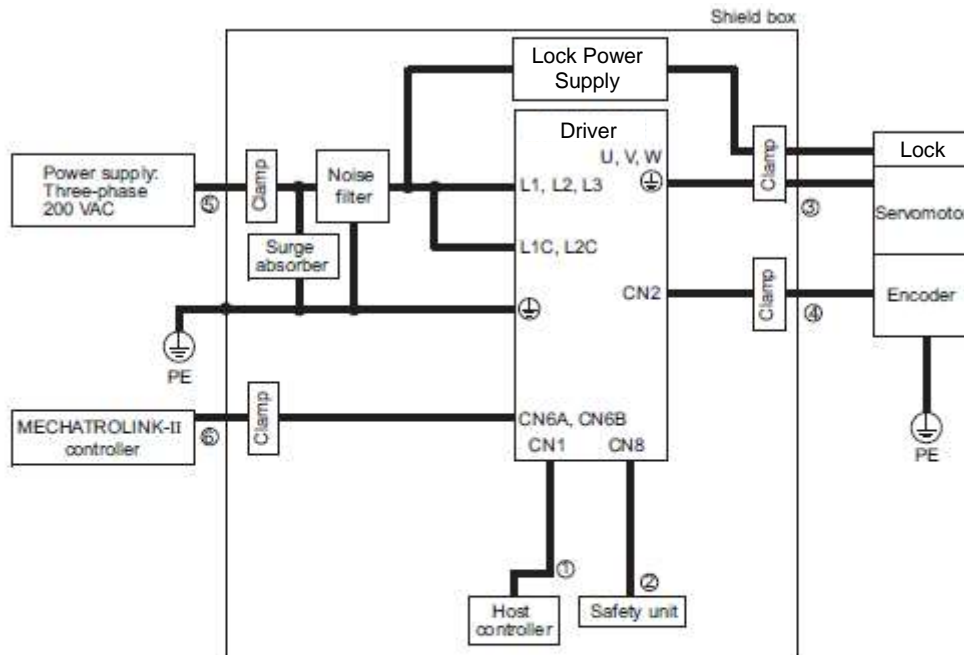 Shield box
Lock Power
Supply
Driver
U, V, W
Lock
Power supply:
Three-phase
200 VAC
⑤
Clamp
Noise
filter
L1, L2, L3
Clamp
③
Servomotor
Surge
absorber
L1C, L2C
CN2
Clamp
④
Encoder
PE
MECHATROLINK-II
controller
⑥
Clamp
CN6A, CN6B
CN1
CN8
PE
①
②
Host
controller
Safety unit